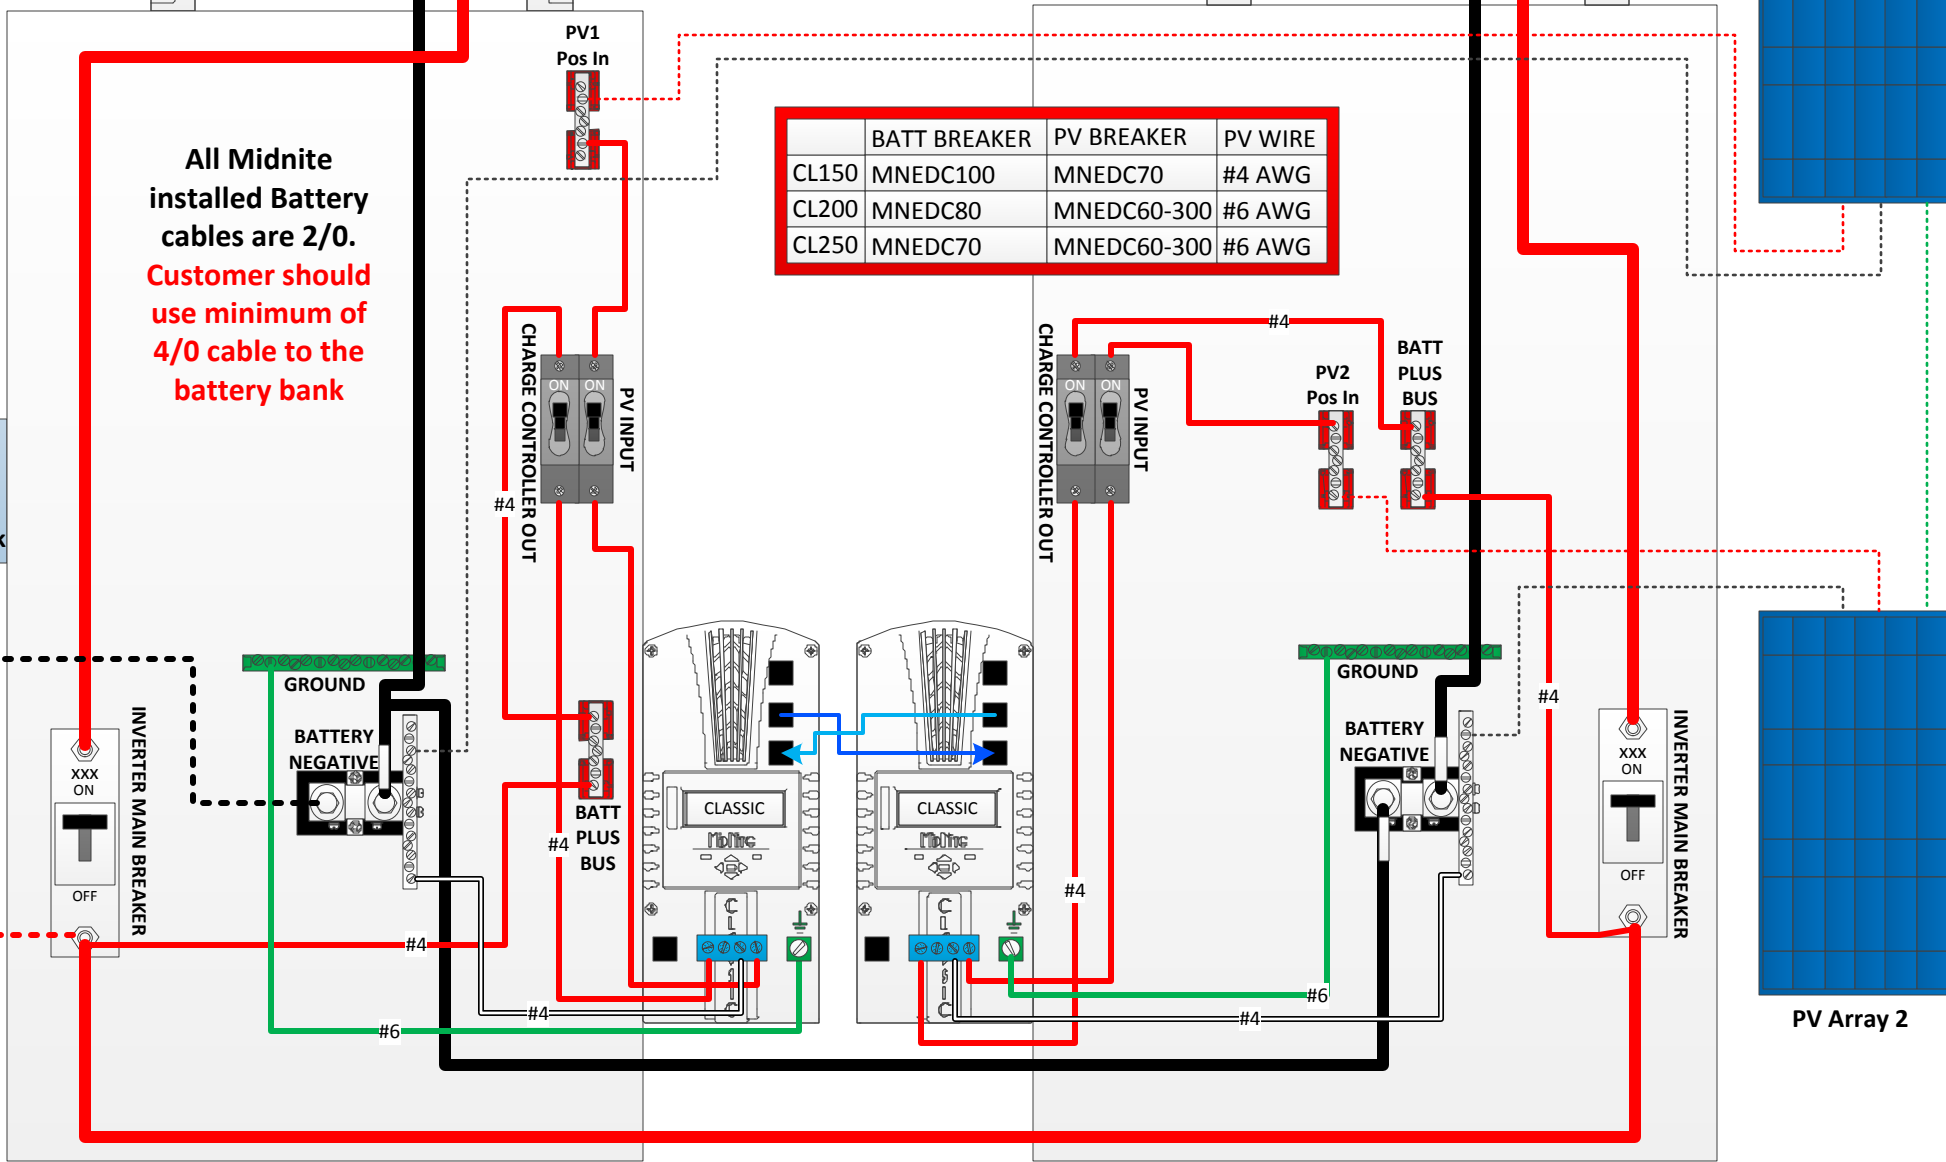 PV1
Pos In
All Midnite
installed Battery
cables are 2/0.
Customer should
use minimum of
4/0 cable to the
battery bank
BATT BREAKER PV BREAKER PV WIRE
CL150 MNEDC100 MNEDC70 #4 AWG
CL200 MNEDC80 MNEDC60-300 #6 AWG
CL250 MNEDC70 MNEDC60-300 #6 AWG
CHARGE CONTROLLER OUT
ON ON
PV INPUT
#4
CHARGE CONTROLLER OUT
ON ON
PV INPUT
#4
PV2
Pos In
BATT
PLUS
BUS
k
GROUND
BATTERY
NEGATIVE
INVERTER MAIN BREAKER
XXX
ON
OFF
BATT
PLUS
BUS
#4
#4
#4
#6
CLASSIC
MidNite
CLASSIC
CLASSIC
MidNite
CLASSIC
#4
#6
#4
GROUND
BATTERY
NEGATIVE
#4
XXX
ON
OFF
INVERTER MAIN BREAKER
PV Array 2